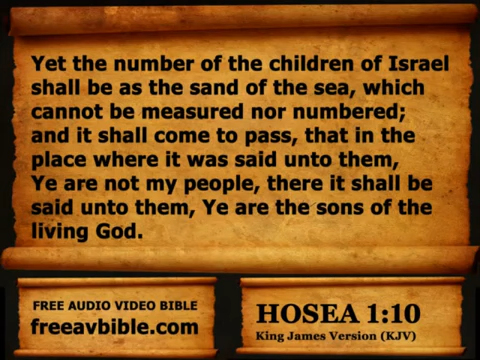 Yet the number of the children of Israel
shall be as the sand of the sea, which
cannot be measured nor numbered;
and it shall come to pass, that in the
place where it was said unto them,
Ye are not my people, there it shall be
said unto them, Ye are the sons of the
living God.
FREE AUDIO VIDEO BIBLE
freeavbible.com
HOSEA 1:10
King James Version (KJV)